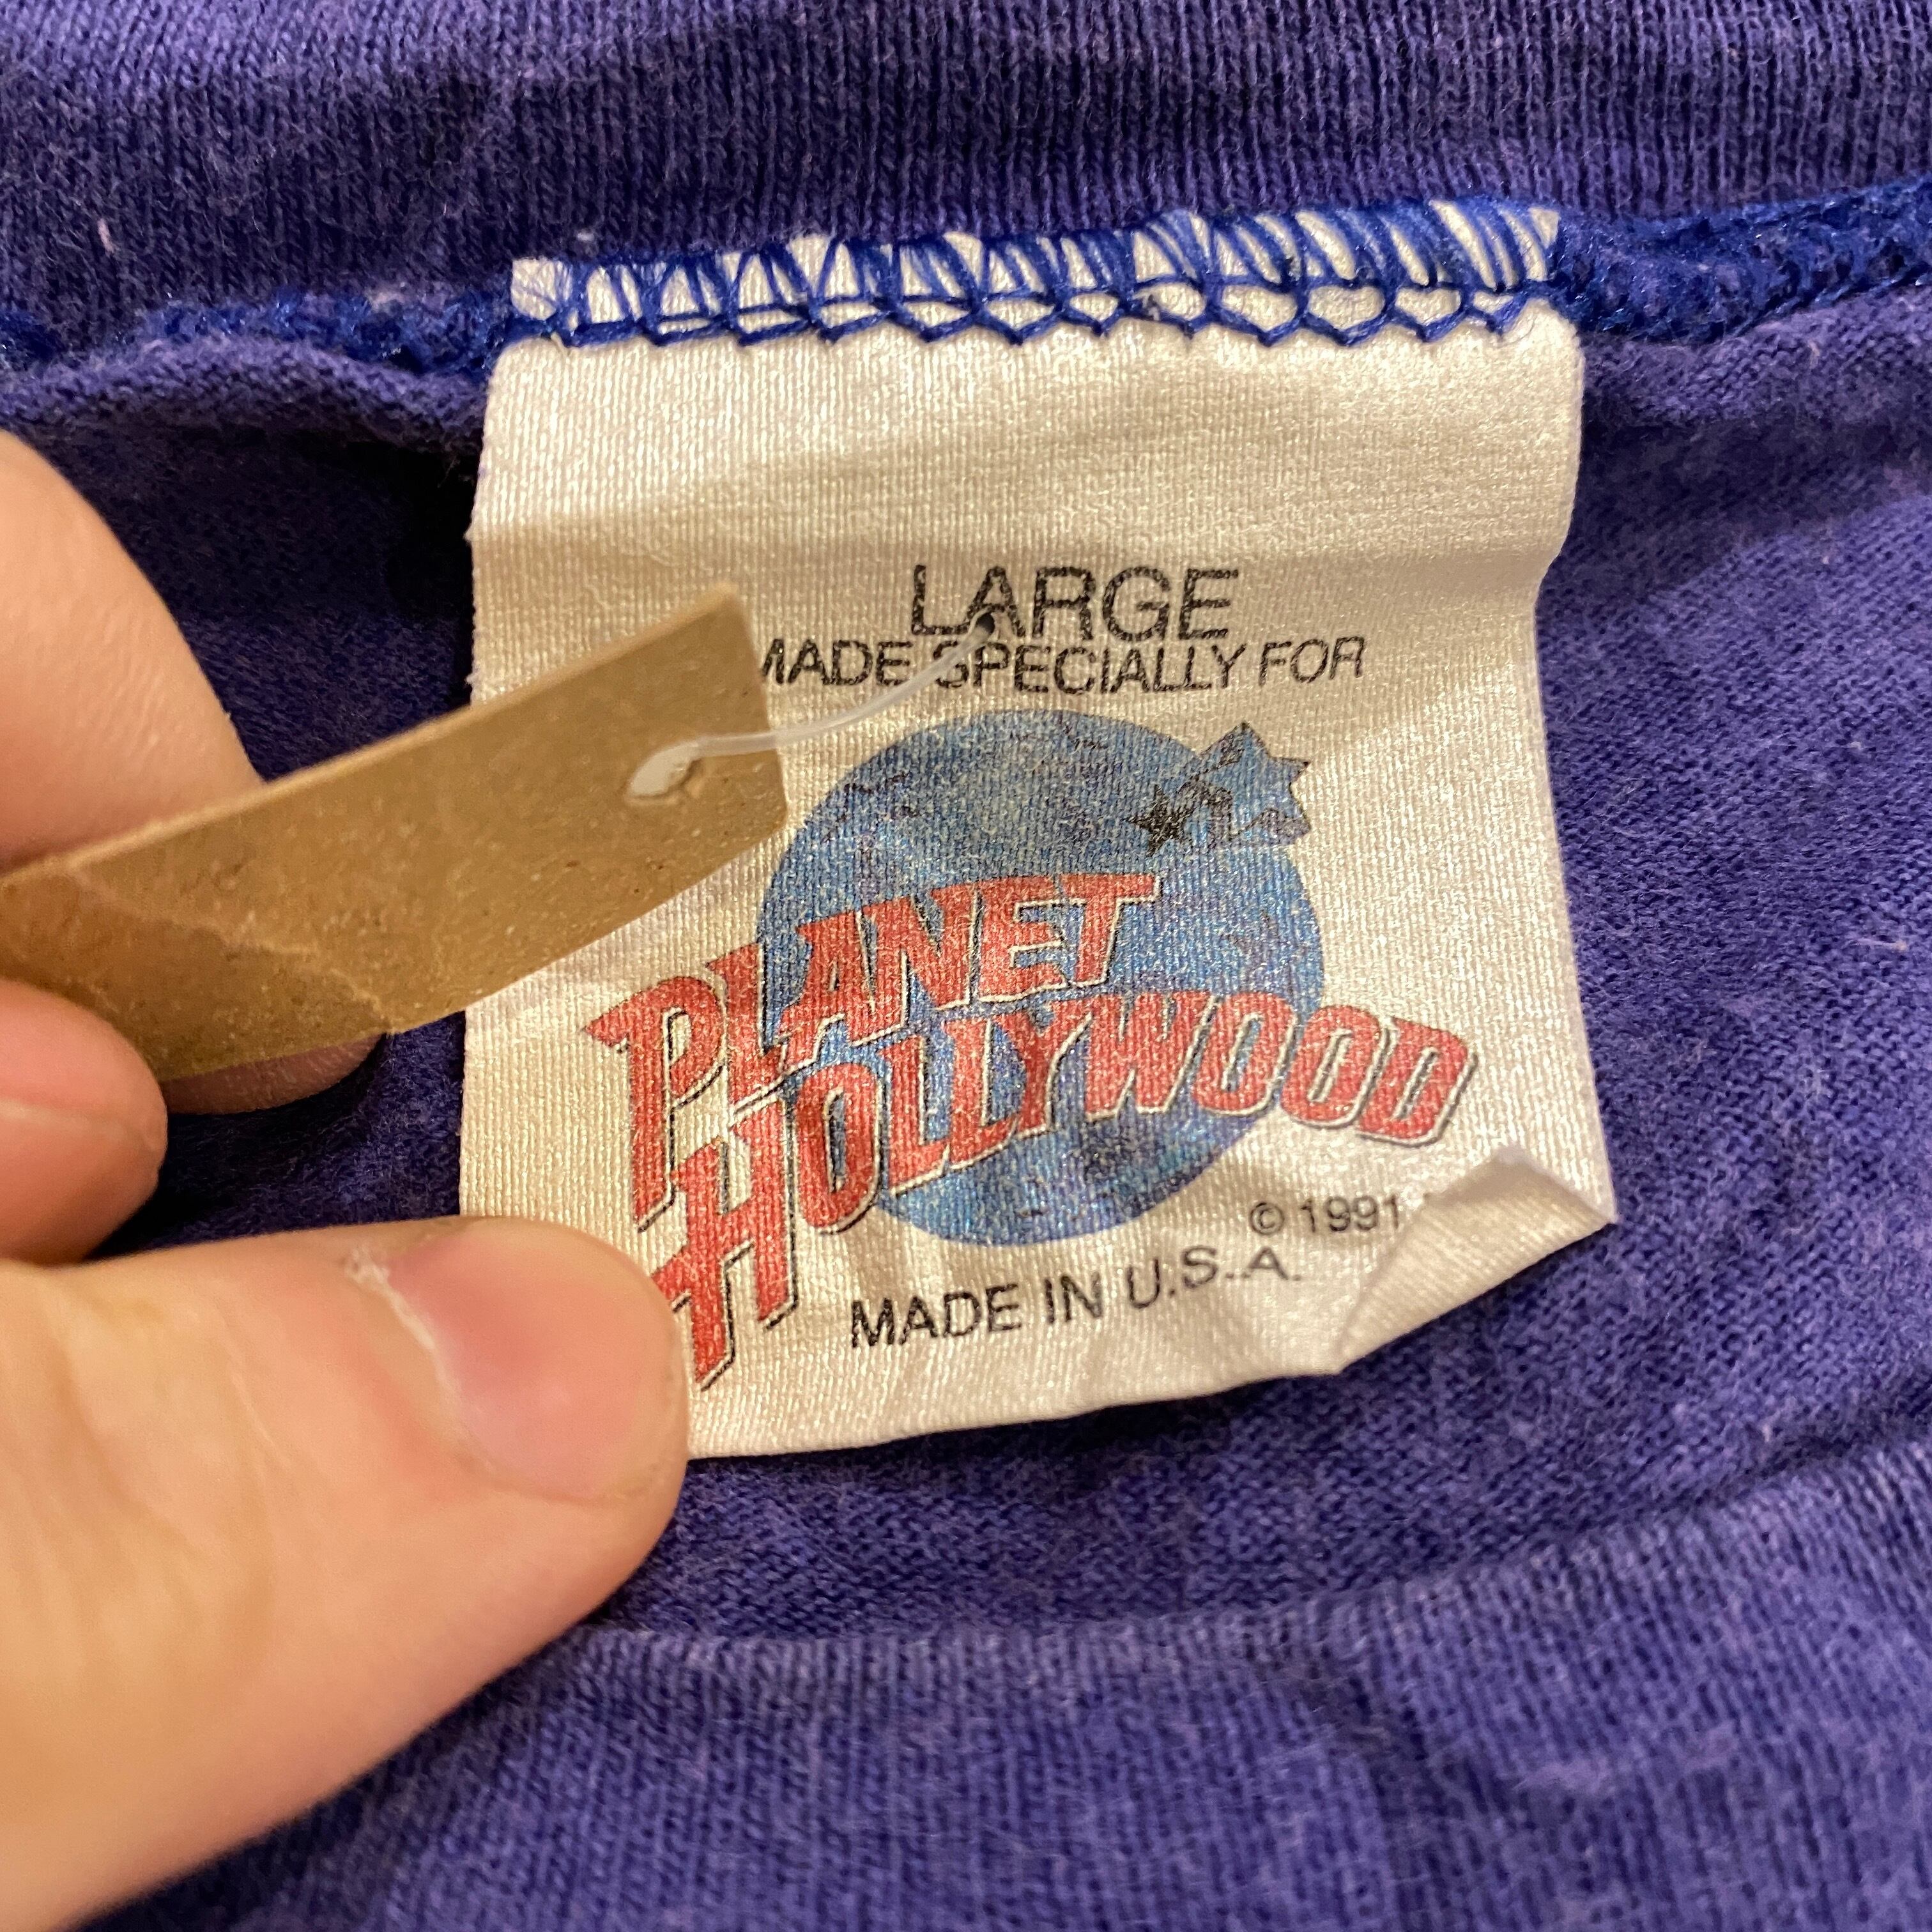 LARGE
MADE SPECIALLY FOR
PLANET
HOLLYWOOD
© 1991
MADE IN U.S.A.